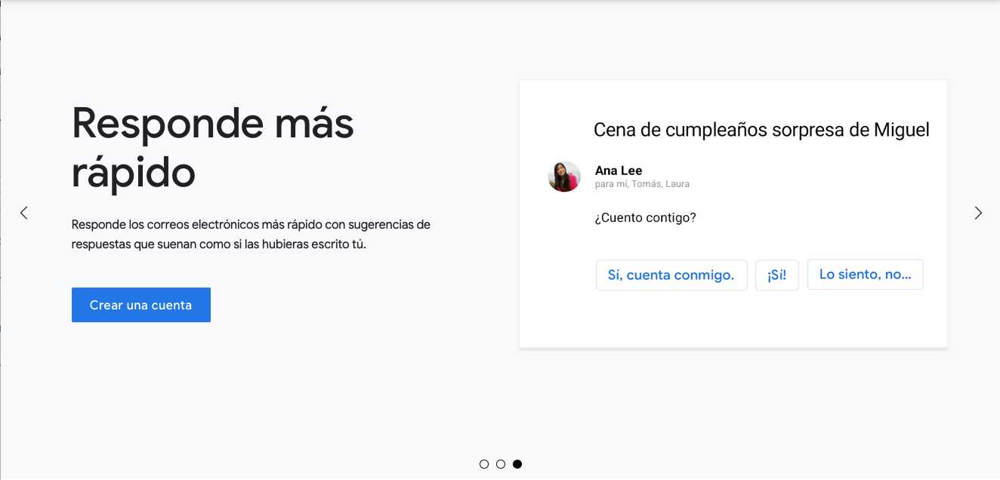 Responde más
rápido
Responde los correos electrónicos más rápido con sugerencias de
respuestas que suenan como si las hubieras escrito tú.
Crear una cuenta
Cena de cumpleaños sorpresa de Miguel
Ana Lee
para mí, Tomás, Laura
¿Cuento contigo?
Sí, cuenta conmigo.
¡Sí!
Lo siento, no...